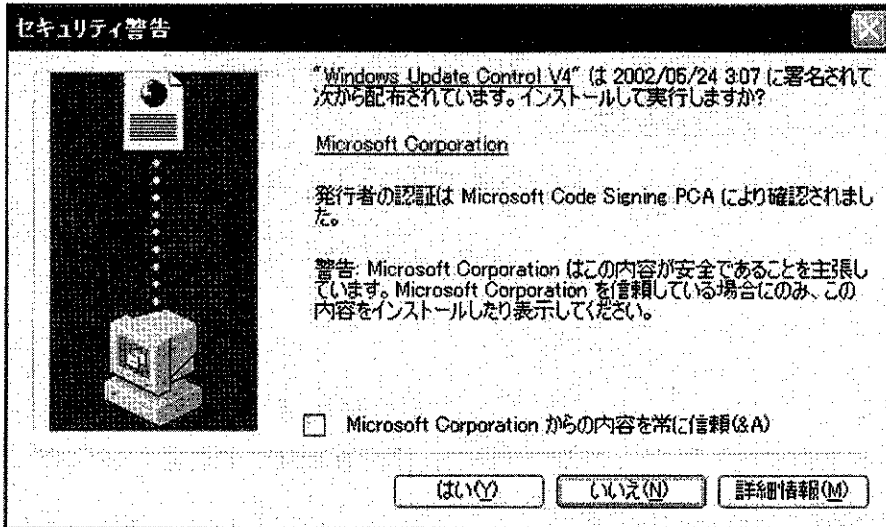 セキュリティ警告
"Windows Update Control V4" は 2002/05/24 3:07 に署名されて
次から配布されています。インストールして実行しますか?
Microsoft Corporation
発行者の認証は Microsoft Code Signing PCA により確認されまし
た。
警告: Microsoft Corporation はこの内容が安全であることを主張し
ています。Microsoft Corporation を信頼している場合にのみ、この
内容をインストールしたり表示してください。
Microsoft Corporation からの内容を常に信頼(&A)
はい(Y)
いいえ(N)
詳細情報(M)